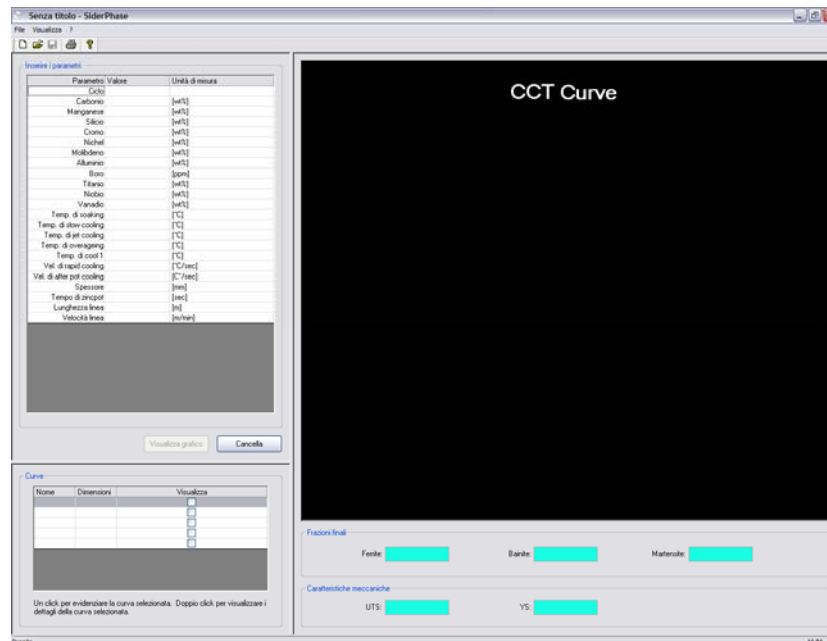 Senza titolo - SiderPhase
File Visualizza ?
Inserire i parametri
Parametro Valore Unità di misura
Ciclo
Carbonio [wt%]
Manganese [wt%]
Silicio [wt%]
Cromo [wt%]
Nichel [wt%]
Molibdeno [wt%]
Alluminio [wt%]
Boro [ppm]
Titanio [wt%]
Niobio [wt%]
Vanadio [wt%]
Temp. di soaking [°C]
Temp. di slow cooling [°C]
Temp. di jet cooling [°C]
Temp. di overageing [°C]
Temp. di cool 1 [°C]
Vel. di rapid cooling [°C/sec]
Vel. di after pot cooling [C°/sec]
Spessore [mm]
Tempo di zincpot [sec]
Lunghezza linea [m]
Velocità linea [m/min]
Visualizza grafico Cancella
Curve
Nome Dimensioni Visualizza
Un click per evidenziare la curva selezionata. Doppio click per visualizzare i
dettagli della curva selezionata.
CCT Curve
Frazioni finali
Ferrite: Bainite: Martensite:
Caratteristiche meccaniche
UTS: YS: